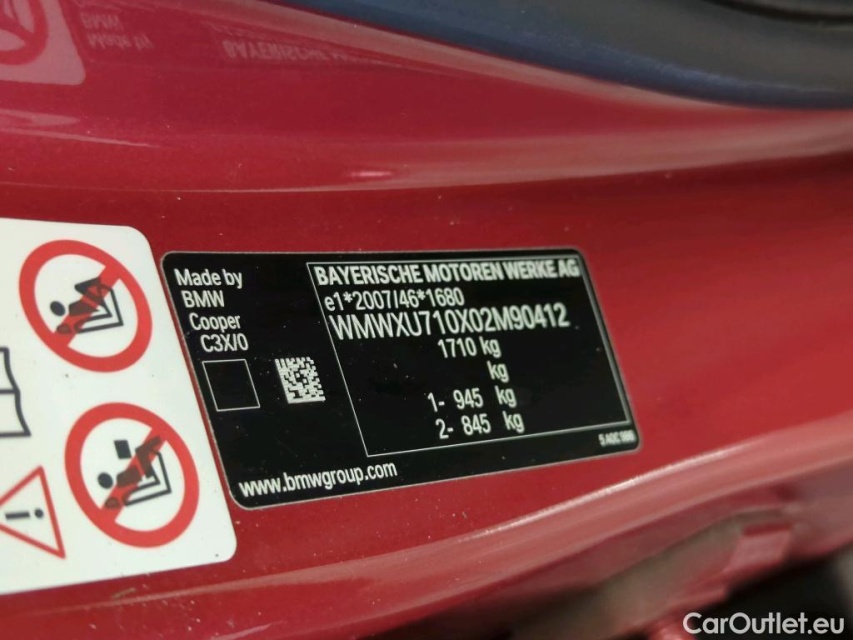 Made by
BMW
Cooper
C3X/0
BAYERISCHE MOTOREN WERKE AG
e1*2007/46*1680
WMWXU710X02M90412
1710 kg
kg
1- 945 kg
2- 845 kg
www.bmwgroup.com
CarOutlet.eu